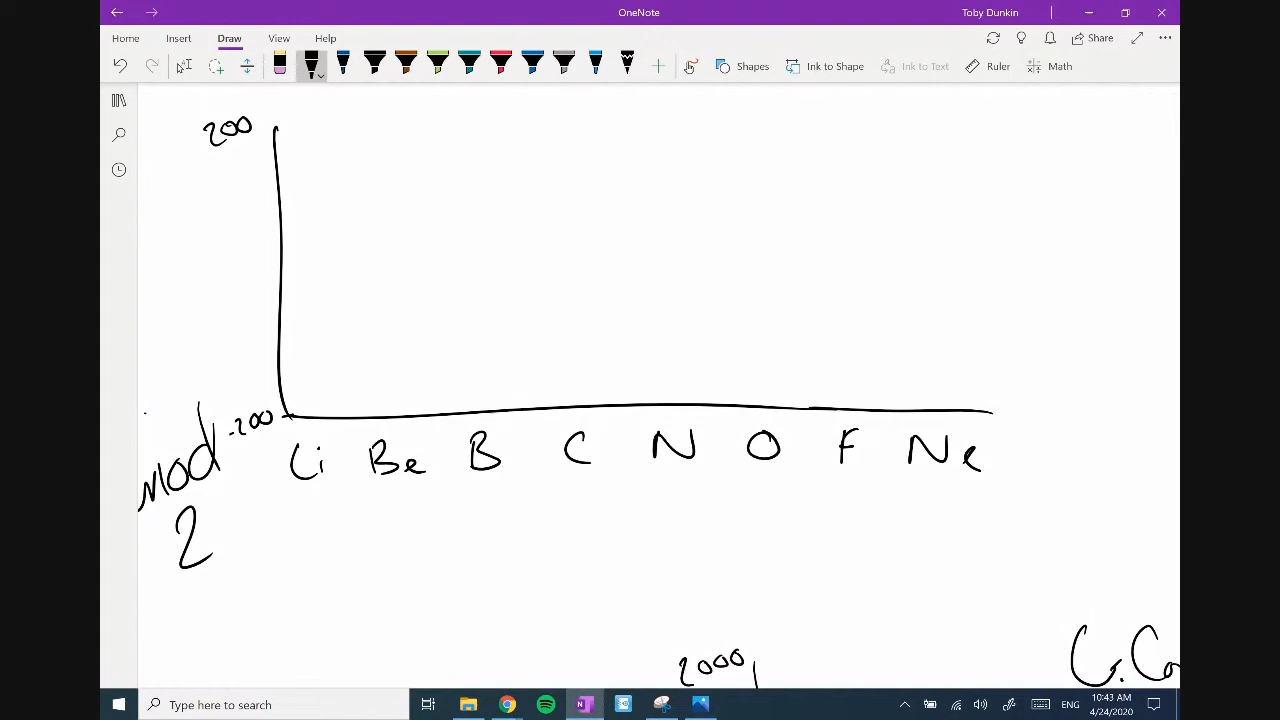 OneNote
Toby Dunkin
Home Insert Draw View Help
Share
Shapes Ink to Shape Ink to Text Ruler Math
200
-200
Li Be B C N O F Ne
2
2000
Type here to search
ENG
10:43 AM
4/24/2020